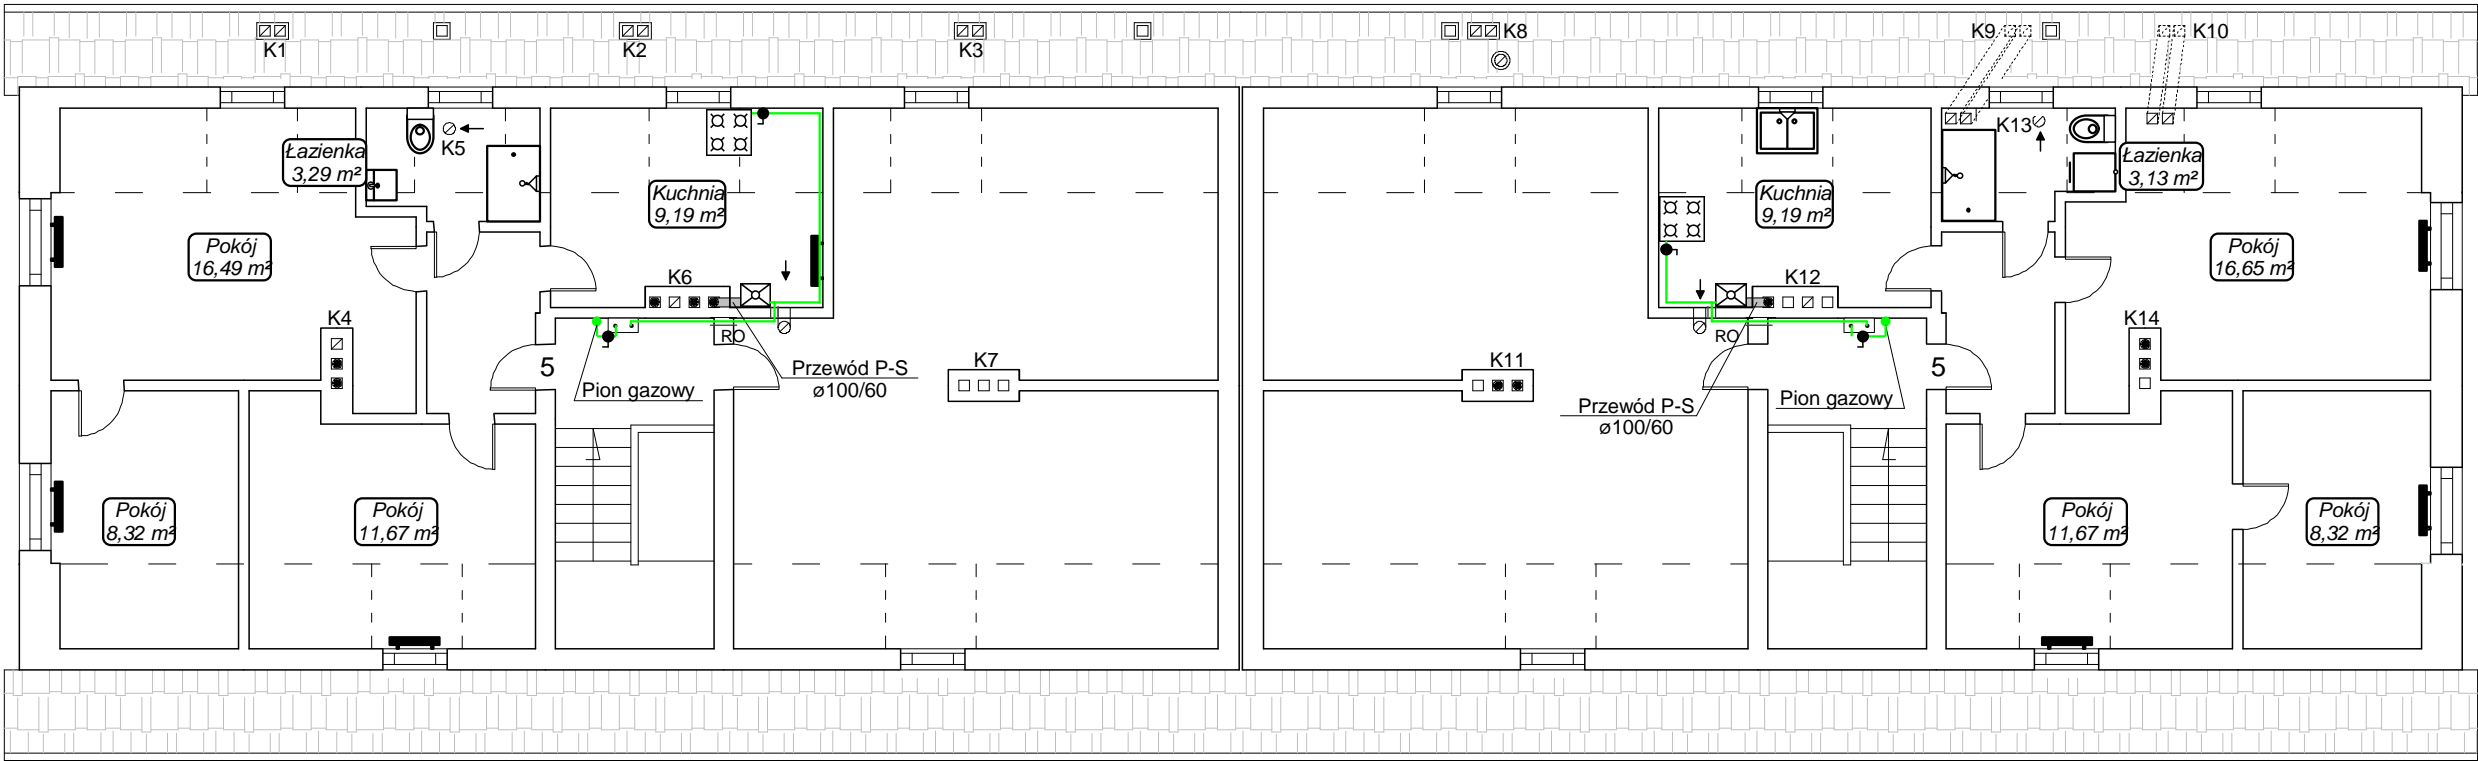 K1
K2
K3
K8
K9
K10
Łazienka
3,29 m²
K5
K13
Łazienka
3,13 m²
Kuchnia
9,19 m²
Kuchnia
9,19 m²
Pokój
16,49 m²
Pokój
16,65 m²
K6
K12
K4
K14
RO
RO
5
5
Przewód P-S
ø100/60
K7
K11
Pion gazowy
Przewód P-S
ø100/60
Pion gazowy
Pokój
8,32 m²
Pokój
11,67 m²
Pokój
11,67 m²
Pokój
8,32 m²